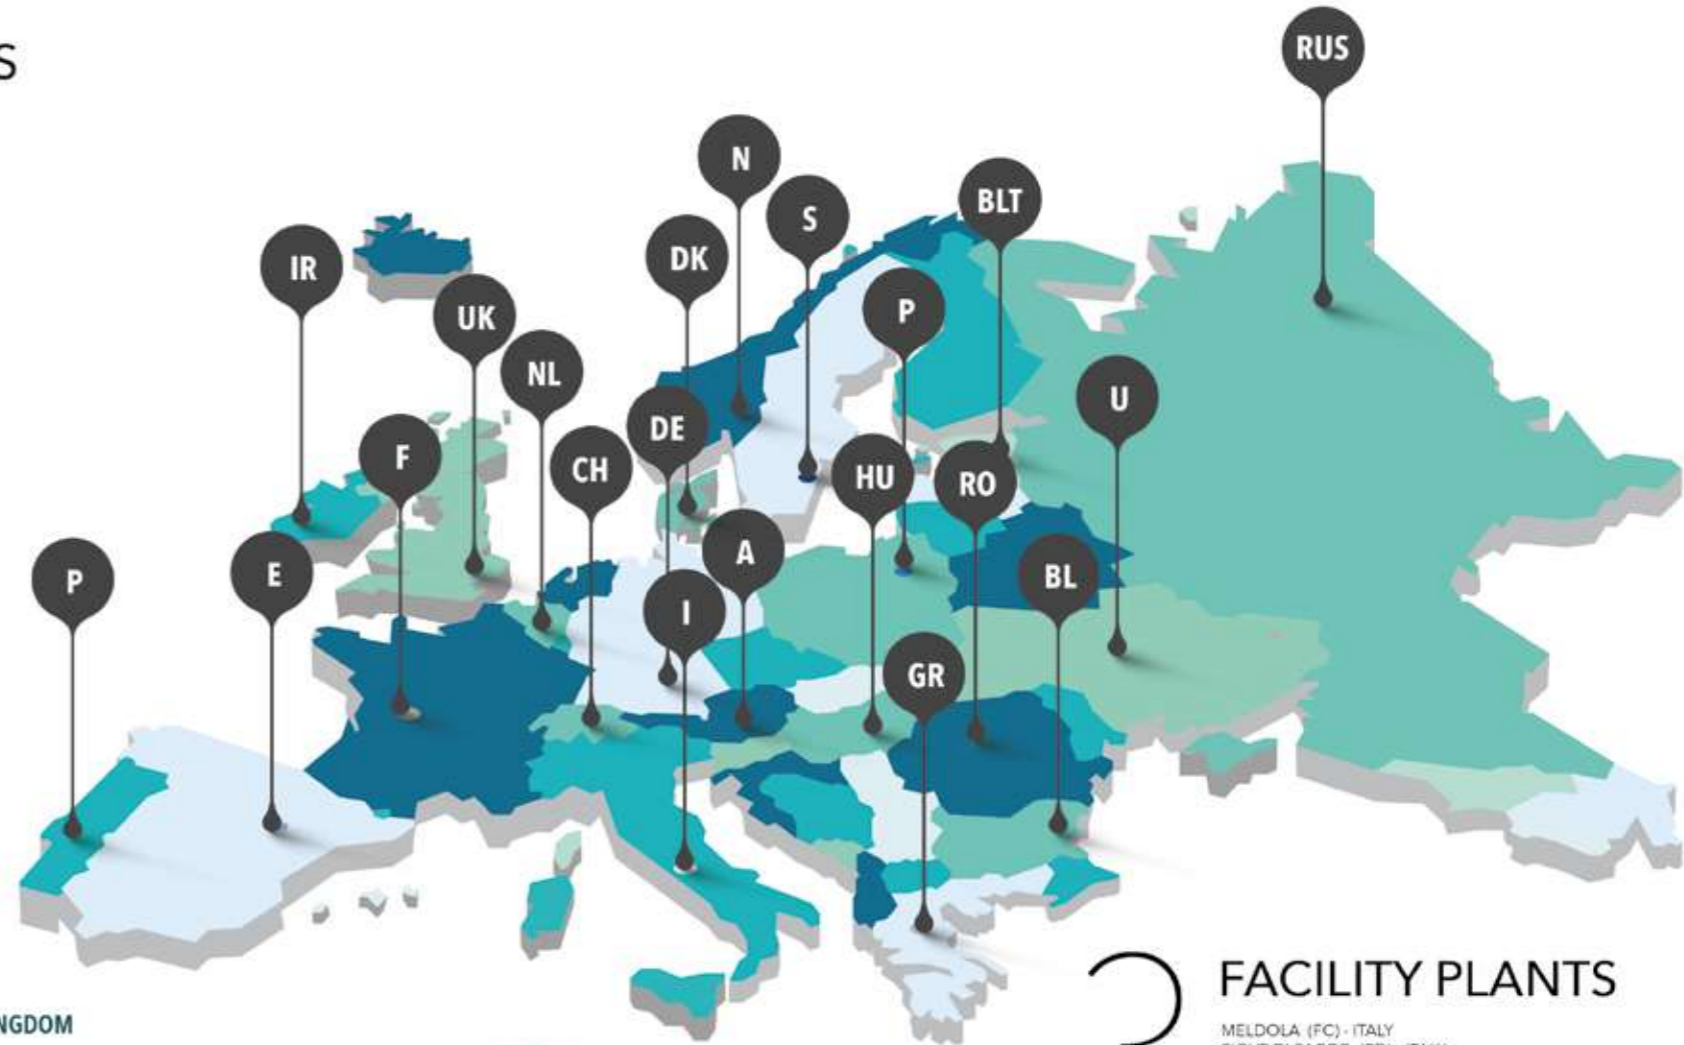 S
RUS
N
S
BLT
IR
DK
UK
P
NL
U
DE
F
CH
HU
RO
A
P
E
BL
I
GR
FACILITY PLANTS
NGDOM
MELDOLA (FC) - ITALY